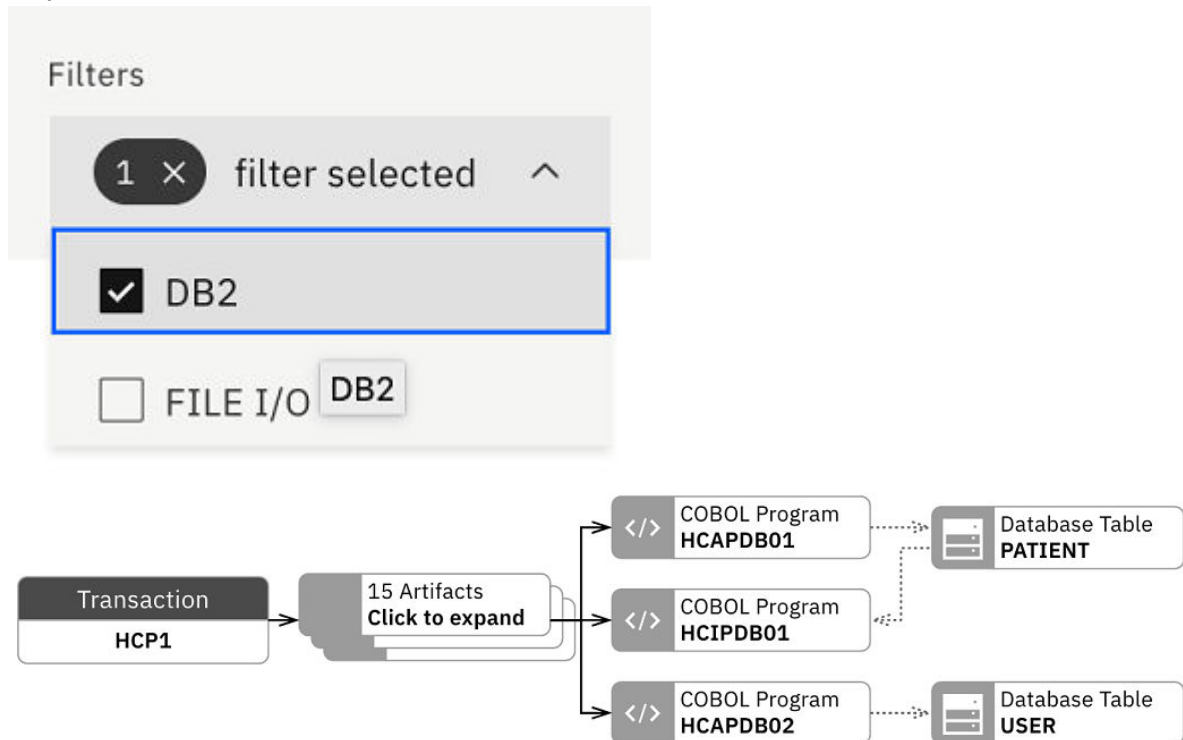 Filters
1 × filter selected
DB2
FILE I/O
DB2
COBOL Program
HCAPDB01
Database Table
PATIENT
Transaction
HCP1
15 Artifacts
Click to expand
COBOL Program
HCIPDB01
COBOL Program
HCAPDB02
Database Table
USER